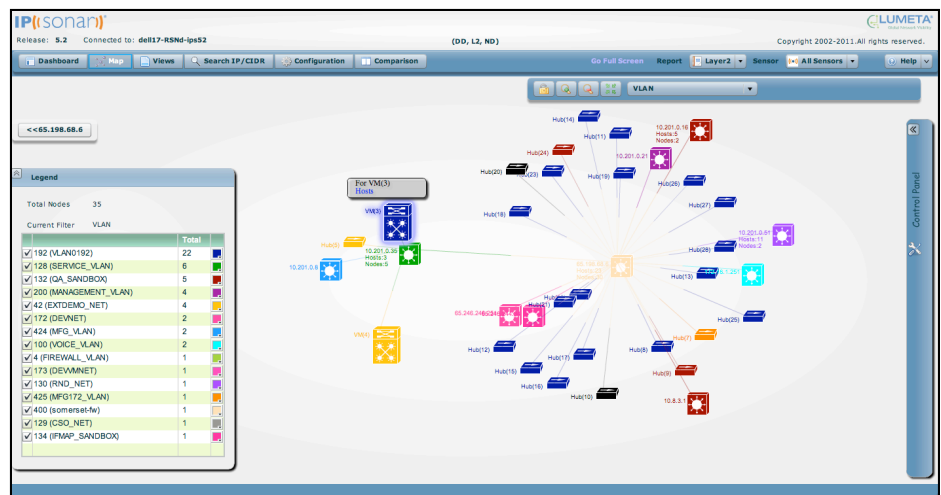 IP((sonar))®
LUMETA®
Release: 5.2 Connected to: dell17-RSNd-ips52 (DD, L2, ND) Copyright 2002-2011.All rights reserved.
Dashboard Map Views Search IP/CIDR Configuration Comparison Go Full Screen Report Layer2 Sensor All Sensors Help
VLAN
<<65.198.68.6
Control Panel
Legend
Total Nodes 35
Current Filter VLAN
Total
192 (VLAN0192) 22
128 (SERVICE_VLAN) 6
132 (QA_SANDBOX) 5
200 (MANAGEMENT_VLAN) 4
42 (EXTDEMO_NET) 4
172 (DEVNET) 2
424 (MFG_VLAN) 2
100 (VOICE_VLAN) 2
4 (FIREWALL_VLAN) 1
173 (DEVVMNET) 1
130 (RND_NET) 1
425 (MFG172_VLAN) 1
400 (somerset-fw) 1
129 (CSO_NET) 1
134 (IFMAP_SANDBOX) 1
For VM(3)
Hosts
VM(3)
Hub(5)
10.201.0.35
Hosts:3
Nodes:5
10.201.0.6
Hub(14)
Hub(11)
10.201.0.16
Hosts:5
Nodes:2
Hub(24)
10.201.0.21
Hub(20)
Hub(19)
Hub(26)
Hub(27)
Hub(18)
10.201.0.51
Hosts:11
Nodes:2
Hub(28)
Hub(13)
Hub(21)
Hub(25)
Hub(7)
Hub(12)
Hub(17)
Hub(8)
Hub(15)
Hub(9)
Hub(16)
Hub(10)
10.8.3.1